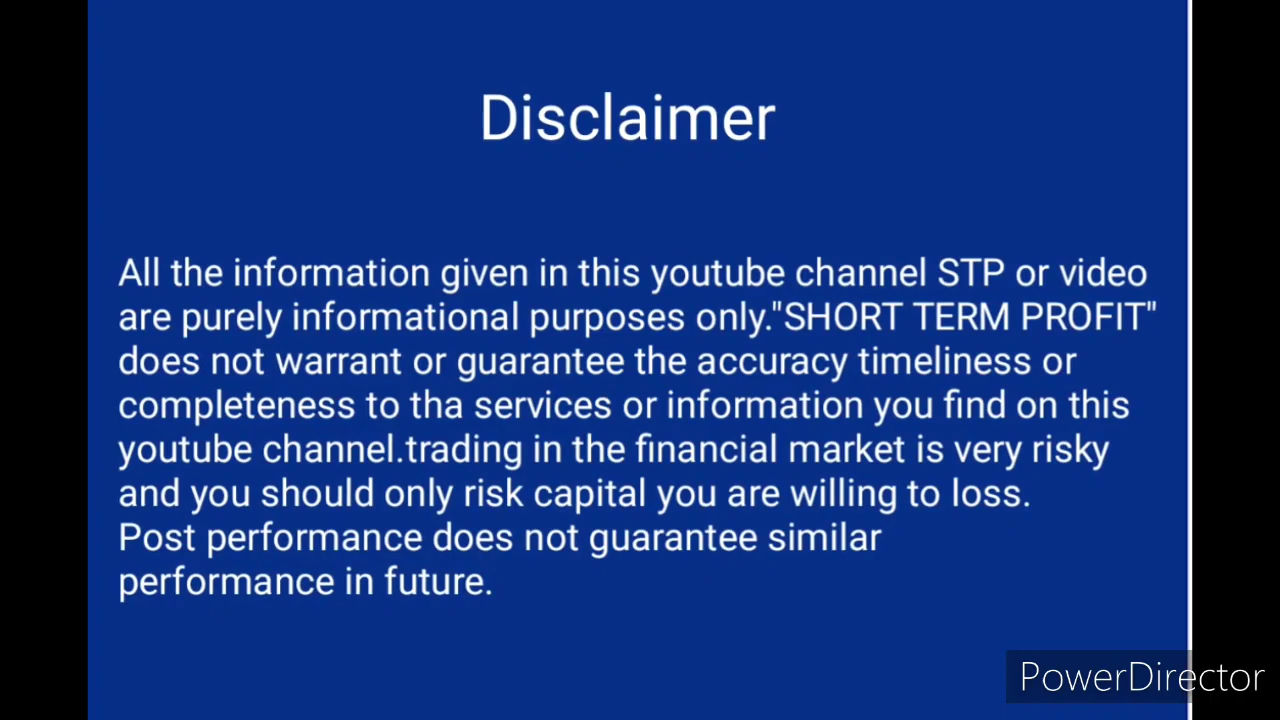 Disclaimer
All the information given in this youtube channel STP or video
are purely informational purposes only."SHORT TERM PROFIT"
does not warrant or guarantee the accuracy timeliness or
completeness to tha services or information you find on this
youtube channel.trading in the financial market is very risky
and you should only risk capital you are willing to loss.
Post performance does not guarantee similar
performance in future.
PowerDirector